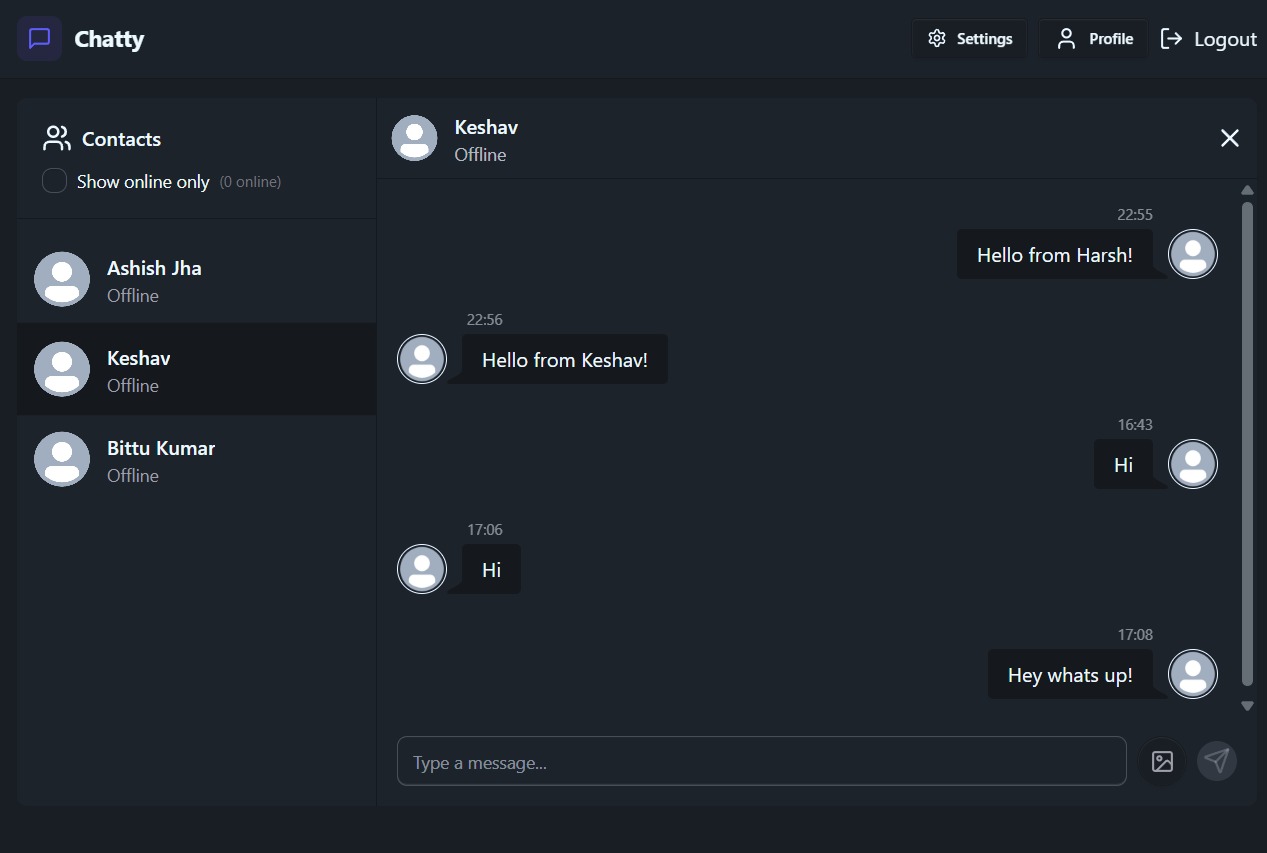 Chatty
Settings
Profile
Logout
Contacts
Show online only (0 online)
Ashish Jha
Offline
Keshav
Offline
Bittu Kumar
Offline
Keshav
Offline
22:55
Hello from Harsh!
22:56
Hello from Keshav!
16:43
Hi
17:06
Hi
17:08
Hey whats up!
Type a message...